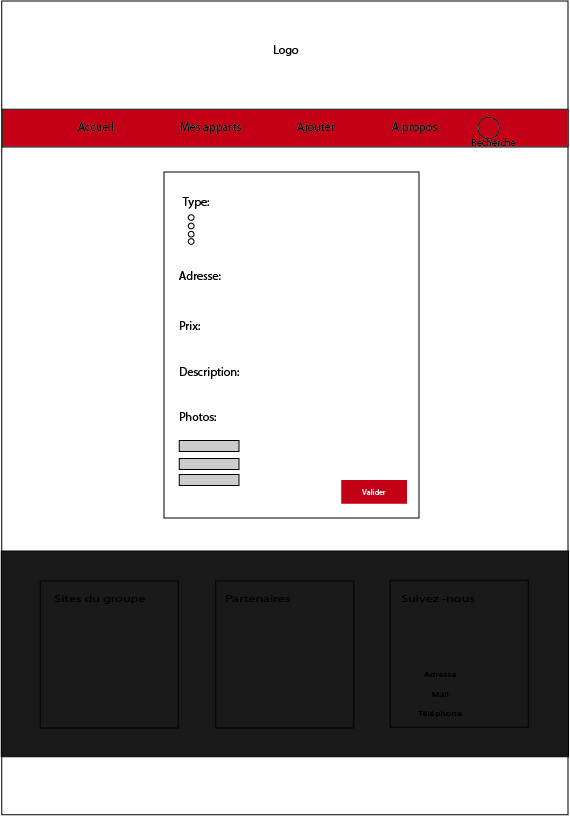 Logo
Accueil Mes apparts Ajouter A propos
Recherche
Type:
Adresse:
Prix:
Description:
Photos:
Valider
Sites du groupe Partenaires Suivez -nous
Adresse
Mail
Téléphone